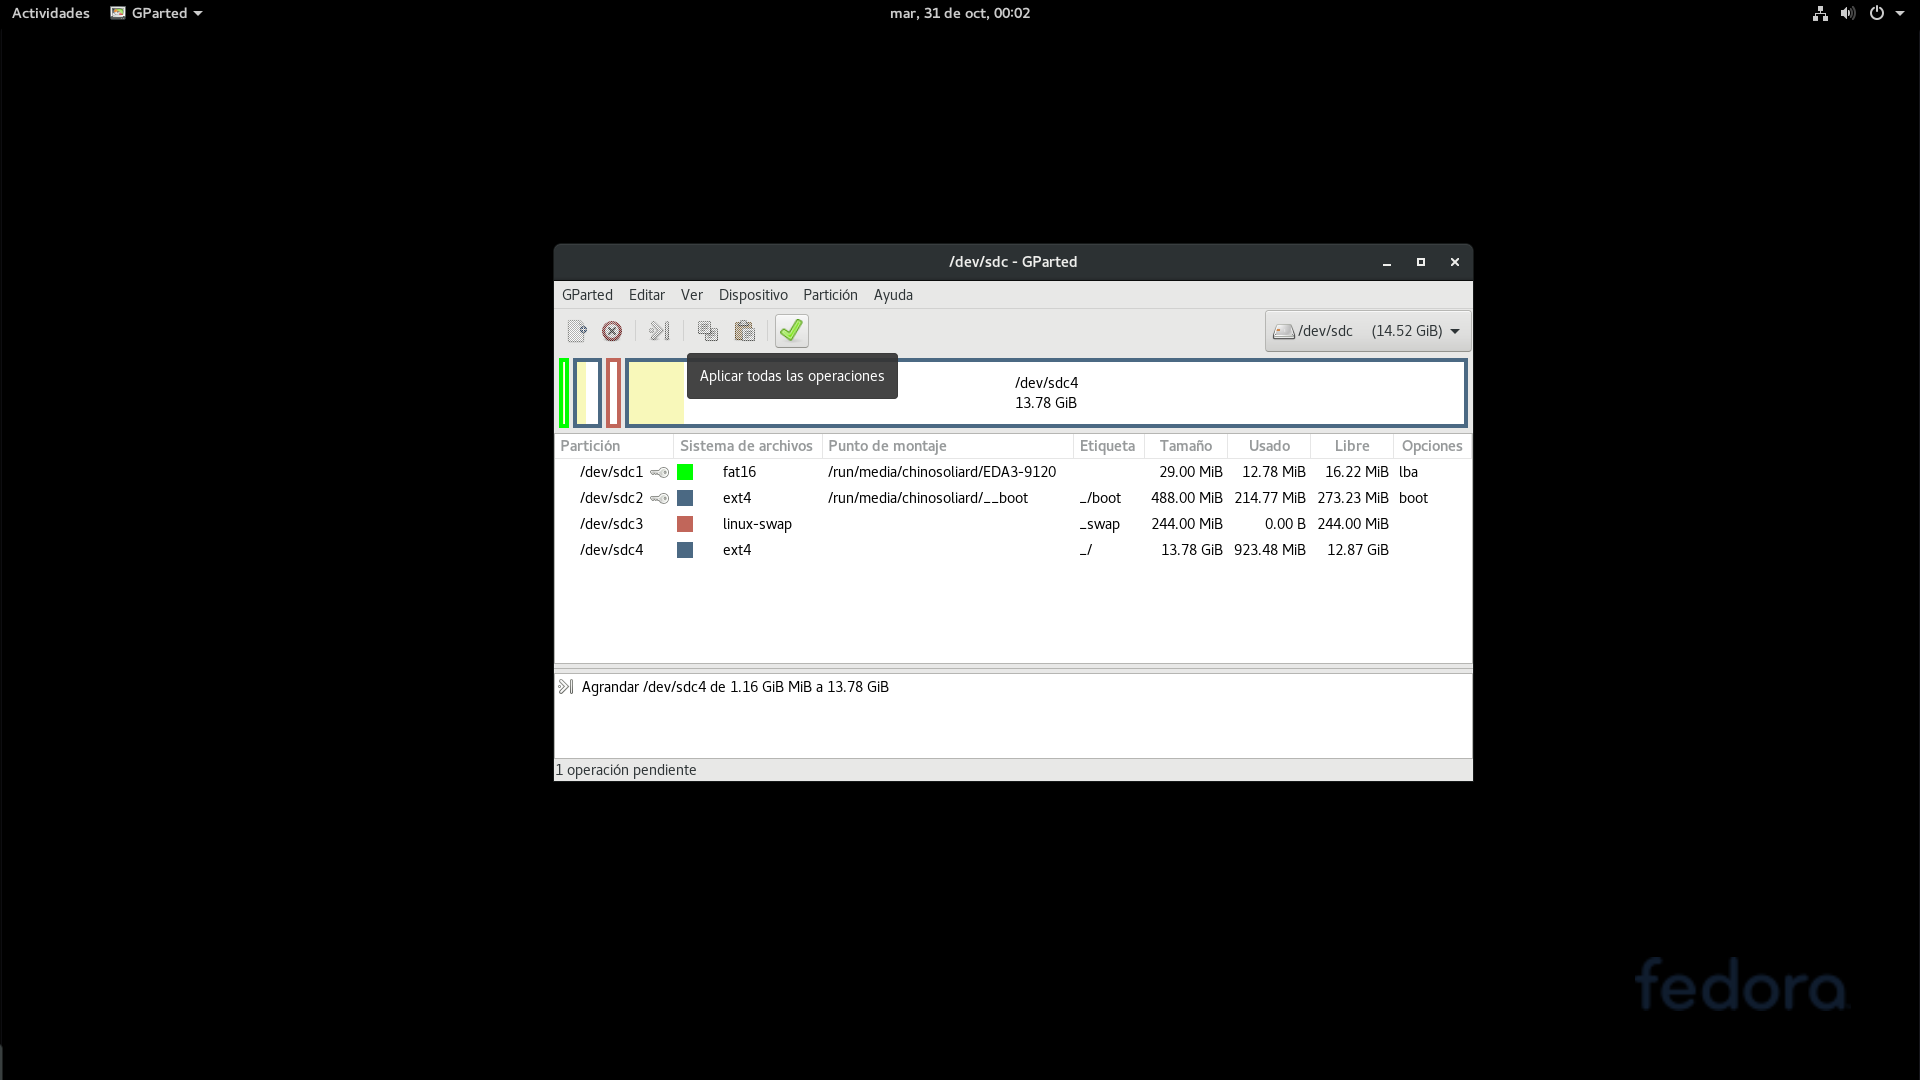 Actividades GParted mar, 31 de oct, 00:02
/dev/sdc - GParted
GParted Editar Ver Dispositivo Partición Ayuda
/dev/sdc (14.52 GiB)
Aplicar todas las operaciones
/dev/sdc4
13.78 GiB
Partición Sistema de archivos Punto de montaje Etiqueta Tamaño Usado Libre Opciones
/dev/sdc1 fat16 /run/media/chinosoliard/EDA3-9120 29.00 MiB 12.78 MiB 16.22 MiB lba
/dev/sdc2 ext4 /run/media/chinosoliard/__boot _/boot 488.00 MiB 214.77 MiB 273.23 MiB boot
/dev/sdc3 linux-swap _swap 244.00 MiB 0.00 B 244.00 MiB
/dev/sdc4 ext4 _/ 13.78 GiB 923.48 MiB 12.87 GiB
Agrandar /dev/sdc4 de 1.16 GiB MiB a 13.78 GiB
1 operación pendiente
fedora